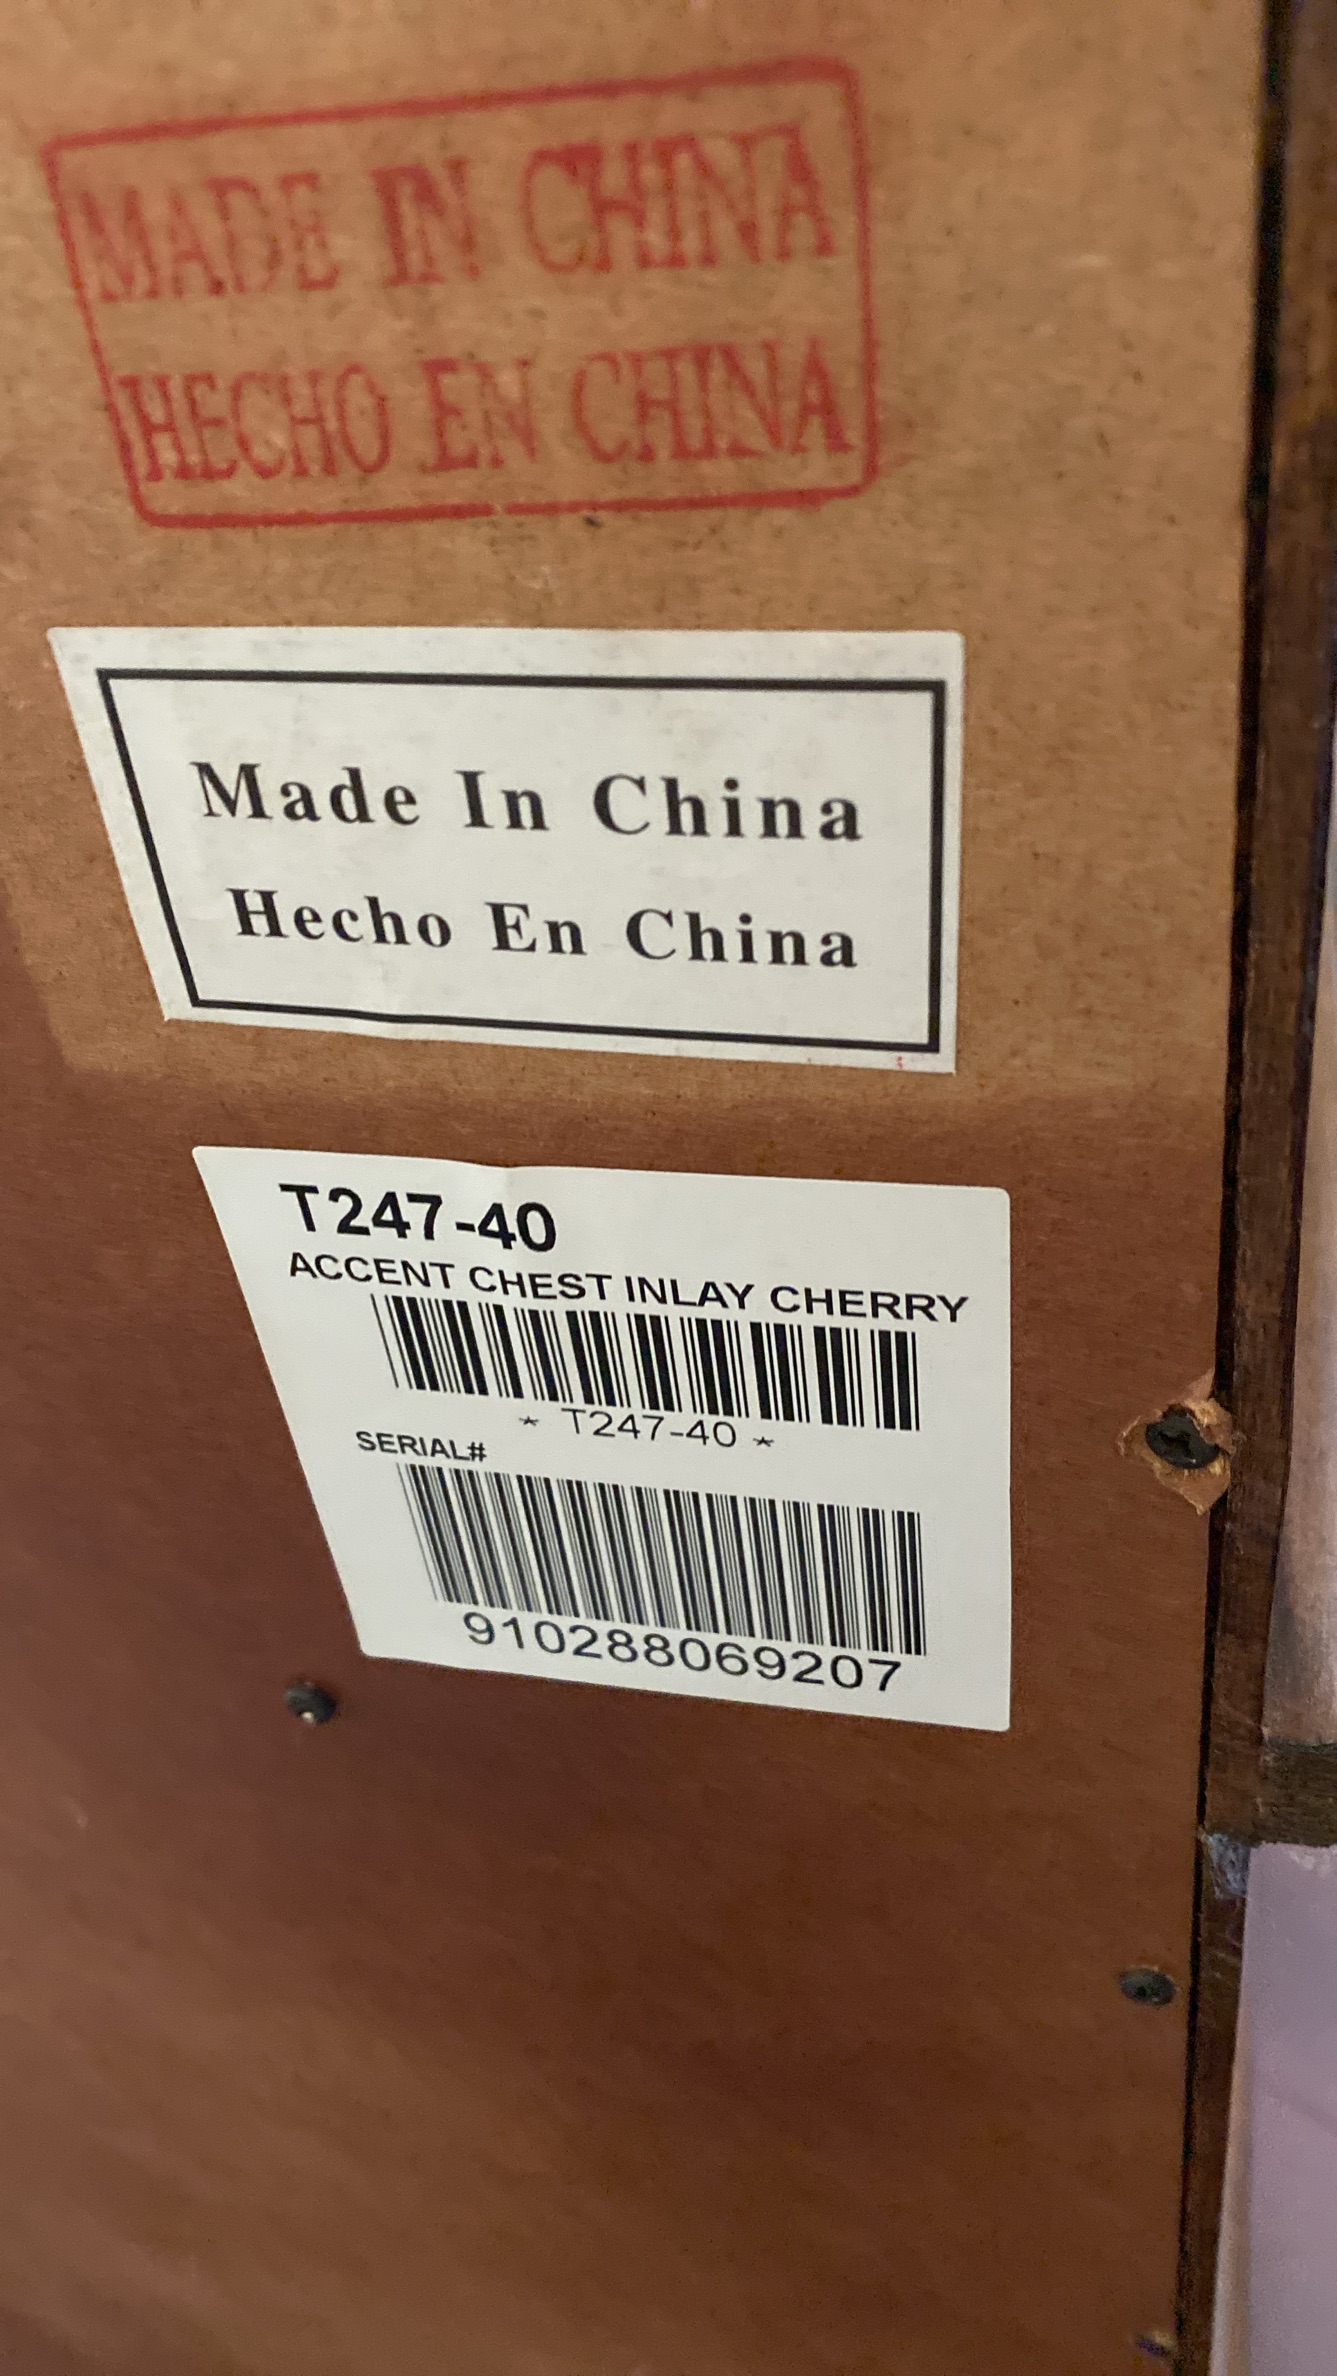 MADE IN CHINA
HECHO EN CHINA
Made In China
Hecho En China
T247-40
ACCENT CHEST INLAY CHERRY
* T247-40 *
SERIAL#
910288069207